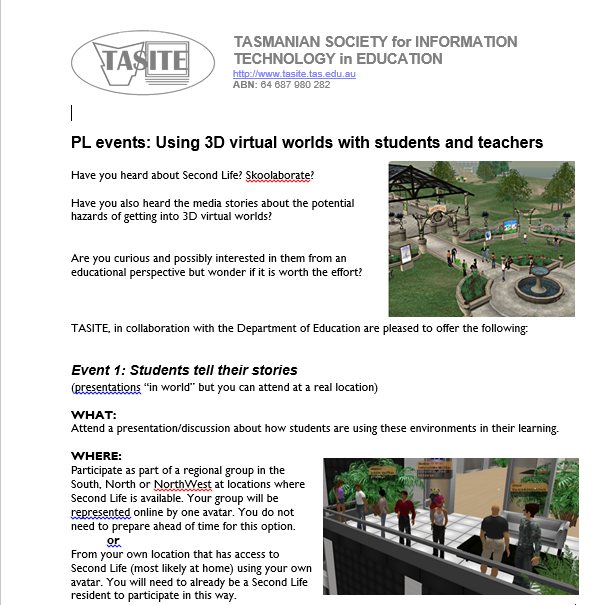 TASITE
TASMANIAN SOCIETY for INFORMATION
TECHNOLOGY in EDUCATION
http://www.tasite.tas.edu.au
ABN: 64 687 980 282
PL events: Using 3D virtual worlds with students and teachers
Have you heard about Second Life? Skoolaborate?
Have you also heard the media stories about the potential
hazards of getting into 3D virtual worlds?
Are you curious and possibly interested in them from an
educational perspective but wonder if it is worth the effort?
TASITE, in collaboration with the Department of Education are pleased to offer the following:
Event 1: Students tell their stories
(presentations “in world” but you can attend at a real location)
WHAT:
Attend a presentation/discussion about how students are using these environments in their learning.
WHERE:
Participate as part of a regional group in the
South, North or NorthWest at locations where
Second Life is available. Your group will be
represented online by one avatar. You do not
need to prepare ahead of time for this option.
or
From your own location that has access to
Second Life (most likely at home) using your own
avatar. You will need to already be a Second Life
resident to participate in this way.